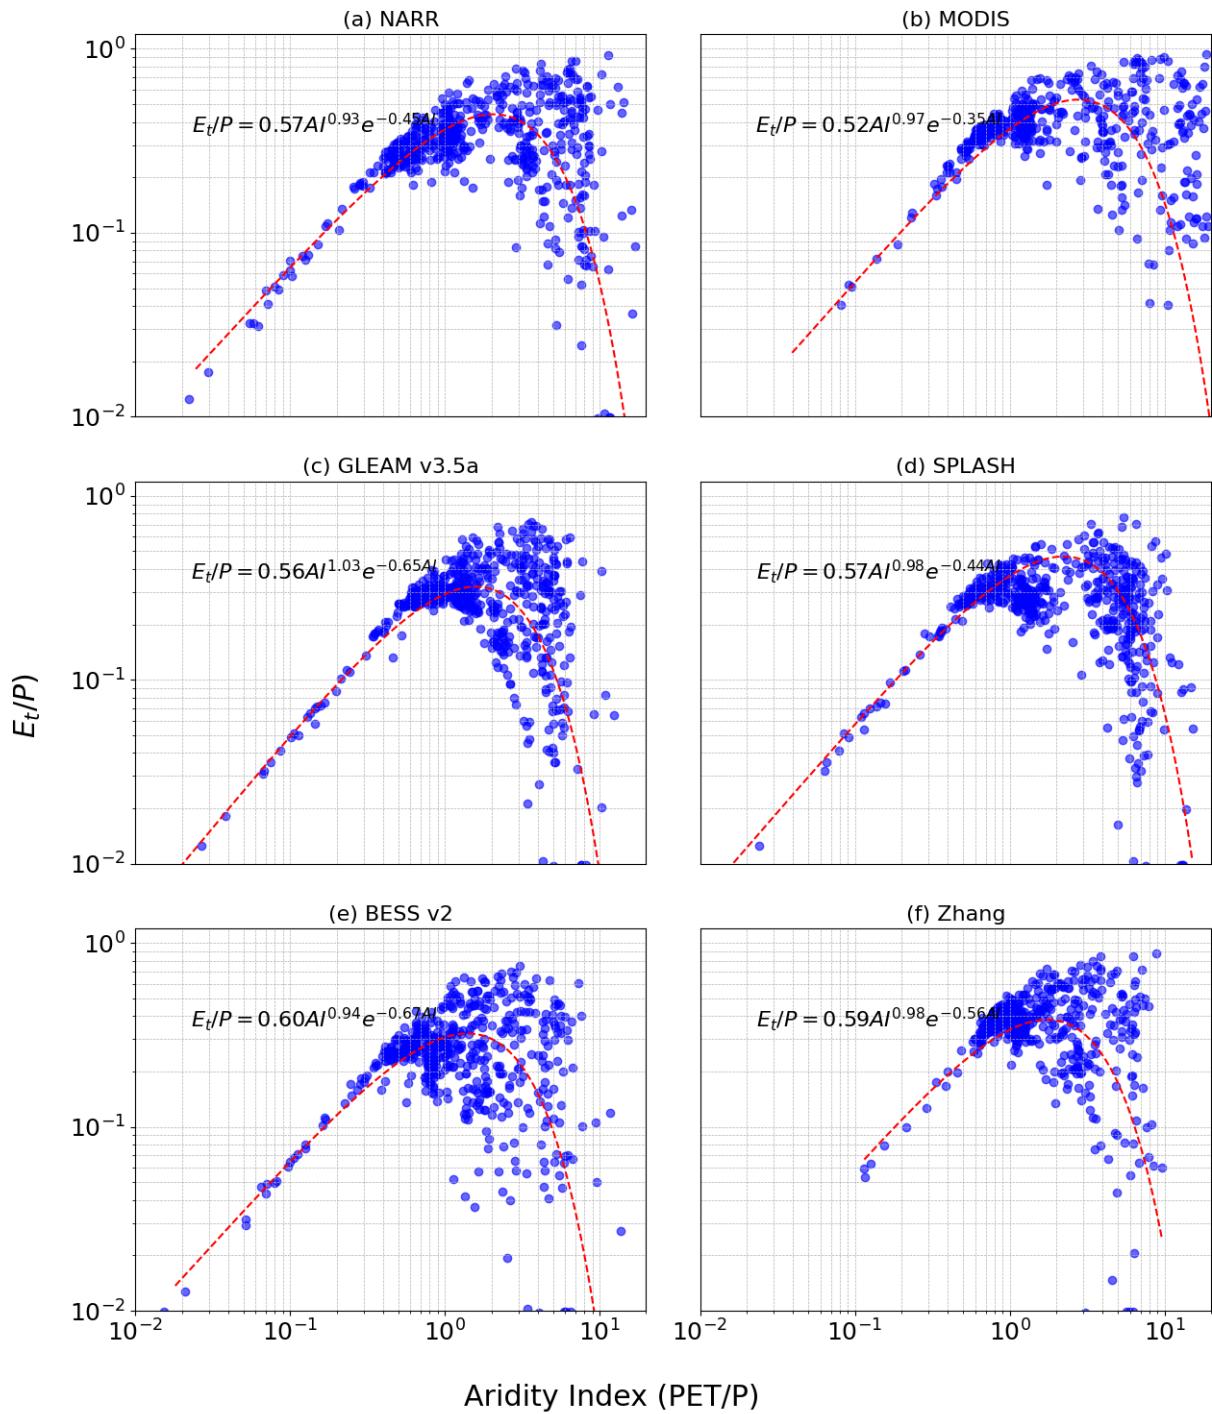 (a) NARR
(b) MODIS
10^0
10^-1
10^-2
E_t/P = 0.57AI^0.93 e^-0.45AI
E_t/P = 0.52AI^0.97 e^-0.35AI
(c) GLEAM v3.5a
(d) SPLASH
10^0
10^-1
10^-2
E_t/P = 0.56AI^1.03 e^-0.65AI
E_t/P = 0.57AI^0.98 e^-0.44AI
E_t/P)
(e) BESS v2
(f) Zhang
10^0
10^-1
10^-2
E_t/P = 0.60AI^0.94 e^-0.67AI
E_t/P = 0.59AI^0.98 e^-0.56AI
10^-2 10^-1 10^0 10^1
10^-2 10^-1 10^0 10^1
Aridity Index (PET/P)